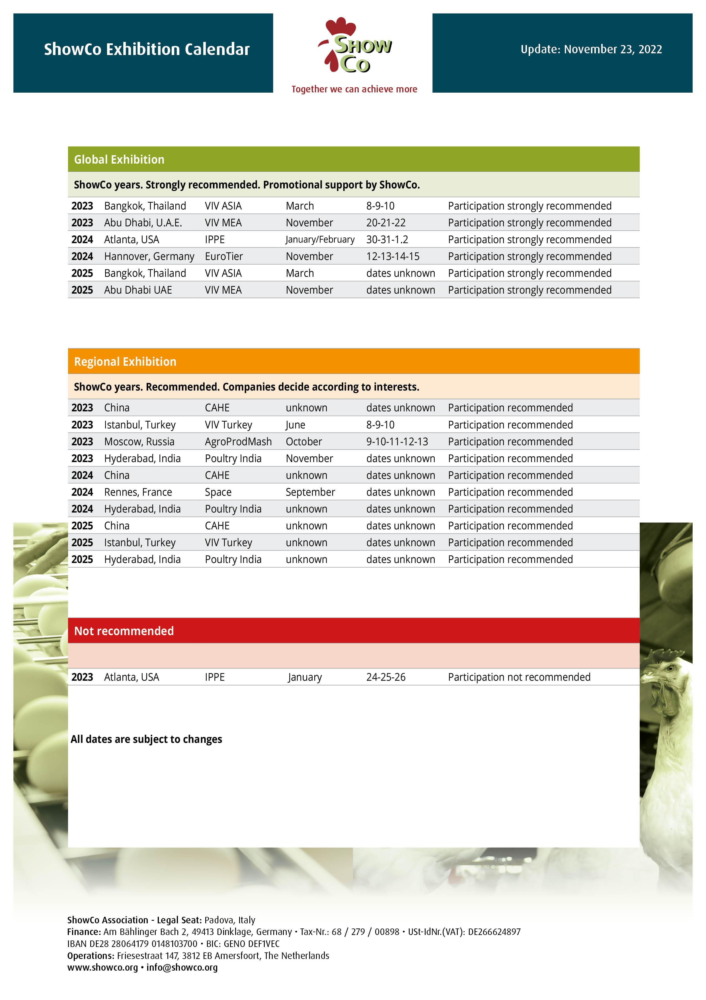 ShowCo Exhibition Calendar
SHOW
CO
Together we can achieve more
Update: November 23, 2022
Global Exhibition
ShowCo years. Strongly recommended. Promotional support by ShowCo.
2023 Bangkok, Thailand VIV ASIA March 8-9-10 Participation strongly recommended
2023 Abu Dhabi, U.A.E. VIV MEA November 20-21-22 Participation strongly recommended
2024 Atlanta, USA IPPE January/February 30-31-1.2 Participation strongly recommended
2024 Hannover, Germany EuroTier November 12-13-14-15 Participation strongly recommended
2025 Bangkok, Thailand VIV ASIA March dates unknown Participation strongly recommended
2025 Abu Dhabi UAE VIV MEA November dates unknown Participation strongly recommended
Regional Exhibition
ShowCo years. Recommended. Companies decide according to interests.
2023 China CAHE unknown dates unknown Participation recommended
2023 Istanbul, Turkey VIV Turkey June 8-9-10 Participation recommended
2023 Moscow, Russia AgroProdMash October 9-10-11-12-13 Participation recommended
2023 Hyderabad, India Poultry India November dates unknown Participation recommended
2024 China CAHE unknown dates unknown Participation recommended
2024 Rennes, France Space September dates unknown Participation recommended
2024 Hyderabad, India Poultry India unknown dates unknown Participation recommended
2025 China CAHE unknown dates unknown Participation recommended
2025 Istanbul, Turkey VIV Turkey unknown dates unknown Participation recommended
2025 Hyderabad, India Poultry India unknown dates unknown Participation recommended
Not recommended
2023 Atlanta, USA IPPE January 24-25-26 Participation not recommended
All dates are subject to changes
ShowCo Association - Legal Seat: Padova, Italy
Finance: Am Bählinger Bach 2, 49413 Dinklage, Germany • Tax-Nr.: 68 / 279 / 00898 • USt-IdNr.(VAT): DE266624897
IBAN DE28 28064179 0148103700 • BIC: GENO DEF1VEC
Operations: Friesestraat 147, 3812 EB Amersfoort, The Netherlands
www.showco.org • info@showco.org